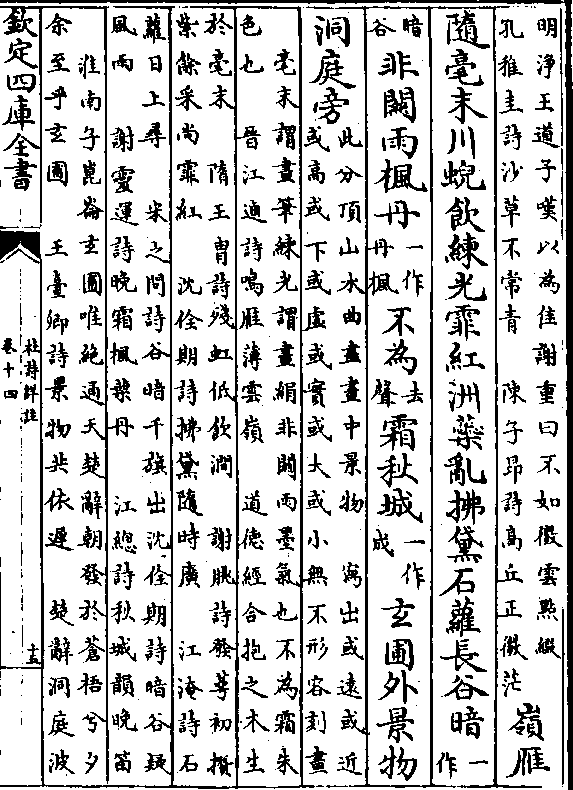 明淨王道子嘆以為佳謝重曰不如微雲點綴
孔稚圭詩沙草不常青 陳子昂詩高丘正微茫
嶺雁
隨毫末川蜺飲練光霏紅洲蘂亂拂黛石蘿長谷暗一作
暗谷非關雨楓丹一作丹楓不為去聲霜秋城一作成玄圃外景物
洞庭旁
此分頂山水曲盡畫中景物 寫出或遠或近
或高或下或虛或實或大或小無不形容刻畫
毫末謂畫筆練光謂畫絹非關雨墨氣也不為霜朱
色也 晉江逌詩鳴雁薄雲嶺 道德經合抱之木生
於毫末 隋王胄詩殘虹低飲澗 謝朓詩發萼初攢
紫餘采尚霏紅 沈佺期詩拂黛隨時廣 江淹詩石
蘿日上尋 宋之問詩谷暗千旗出沈佺期詩暗谷疑
風雨 謝靈運詩曉霜楓葉丹 江總詩秋城韻晚笛
淮南子崑崙玄圃唯絕通天楚辭朝發於蒼梧兮夕
余至乎玄圃 王臺卿詩景物共依遲 楚辭洞庭波
欽定四庫全書
杜詩詳註
卷十四
十五